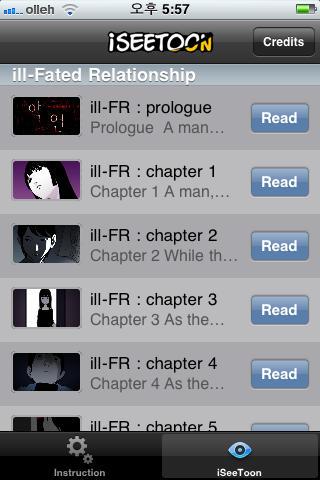 olleh 오후 5:57
iSEETOON
Credits
ill-Fated Relationship
악
연
ill-FR : prologue
Prologue A man,...
Read
ill-FR : chapter 1
Chapter 1 A man,...
Read
ill-FR : chapter 2
Chapter 2 While th...
Read
ill-FR : chapter 3
Chapter 3 As the...
Read
ill-FR : chapter 4
Chapter 4 As the...
Read
ill-FR : chapter 5
Read
Instruction
iSeeToon